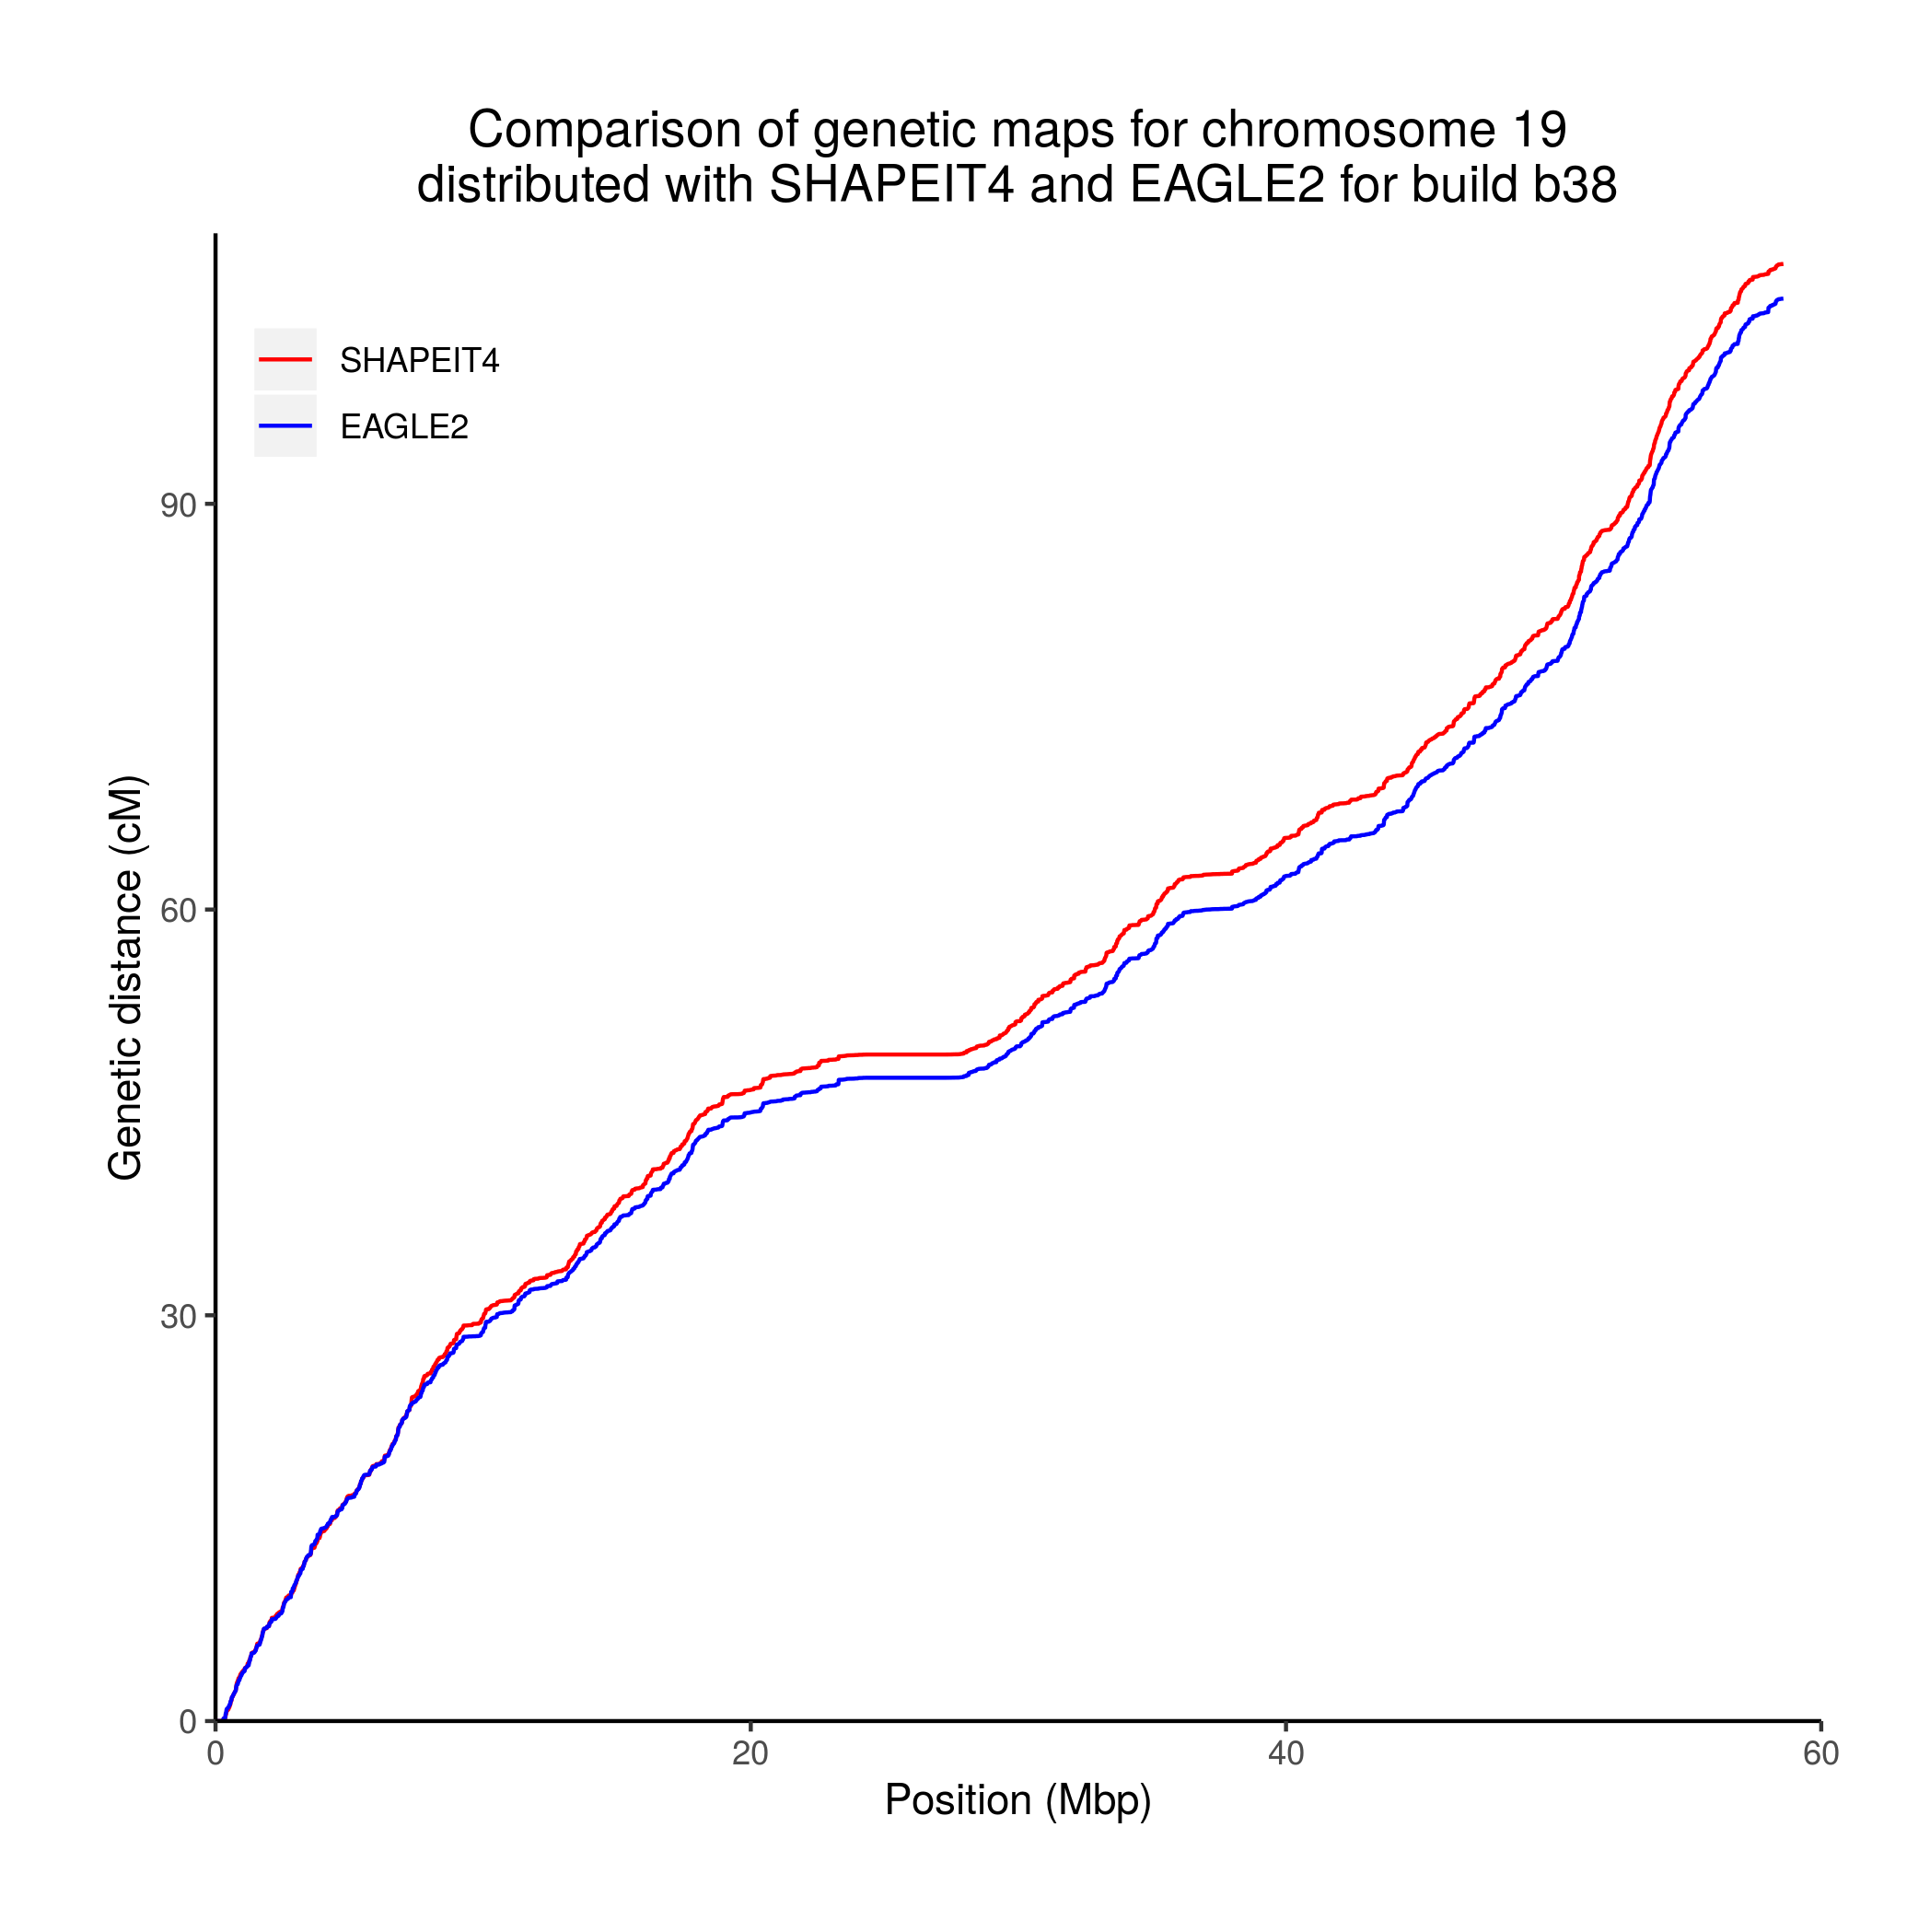 Comparison of genetic maps for chromosome 19
distributed with SHAPEIT4 and EAGLE2 for build b38
SHAPEIT4
EAGLE2
90
60
30
0
Genetic distance (cM)
0 20 40 60
Position (Mbp)